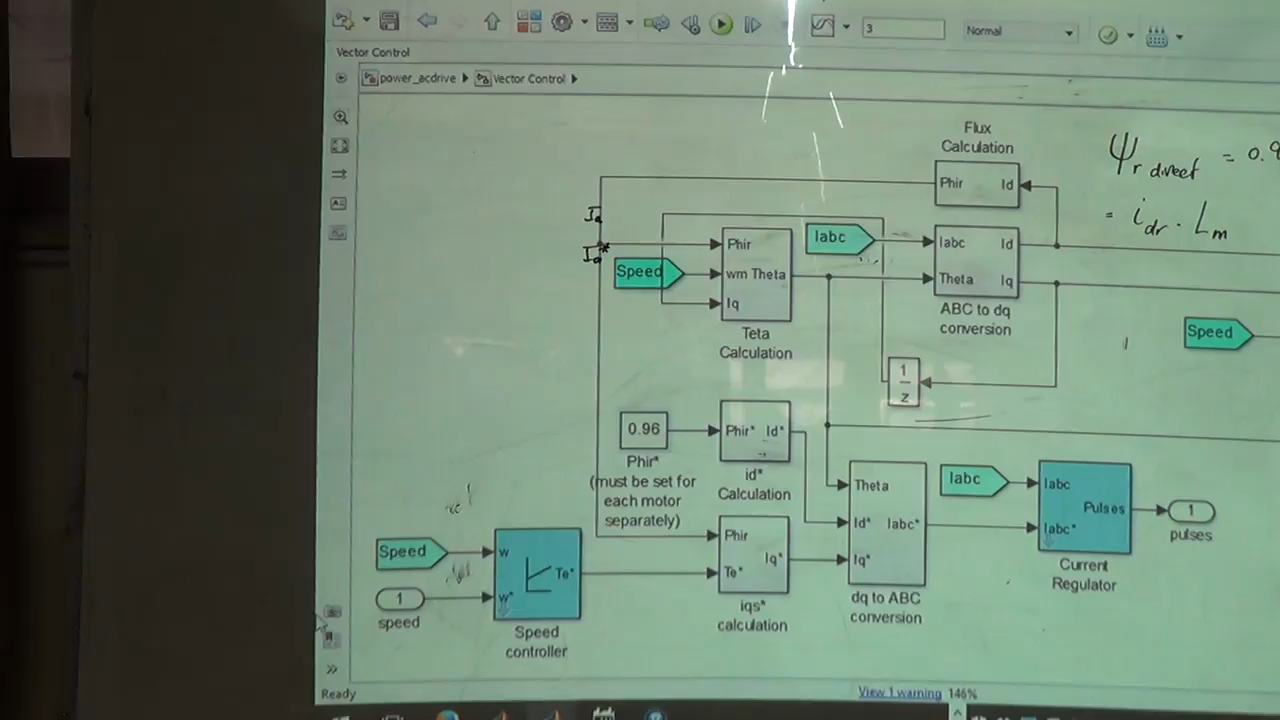 3
Normal
Vector Control
power_acdrive
Vector Control
Flux
Calculation
Phir
Id
Ψr direct = 0.9
= idr . Lm
Iabc
Speed
Phir
wm Theta
Iq
Teta
Calculation
Iabc
Id
Theta
Iq
ABC to dq
conversion
Speed
1
z
0.96
Phir*
(must be set for
each motor
separately)
Phir*
Id*
id*
Calculation
Theta
Id*
Iabc*
Iq*
dq to ABC
conversion
Iabc
Iabc
Pulses
Iabc*
Current
Regulator
1
pulses
Speed
1
speed
w
Te*
w*
Speed
controller
Phir
Iq*
Te*
iqs*
calculation
Ready
View 1 warning
146%